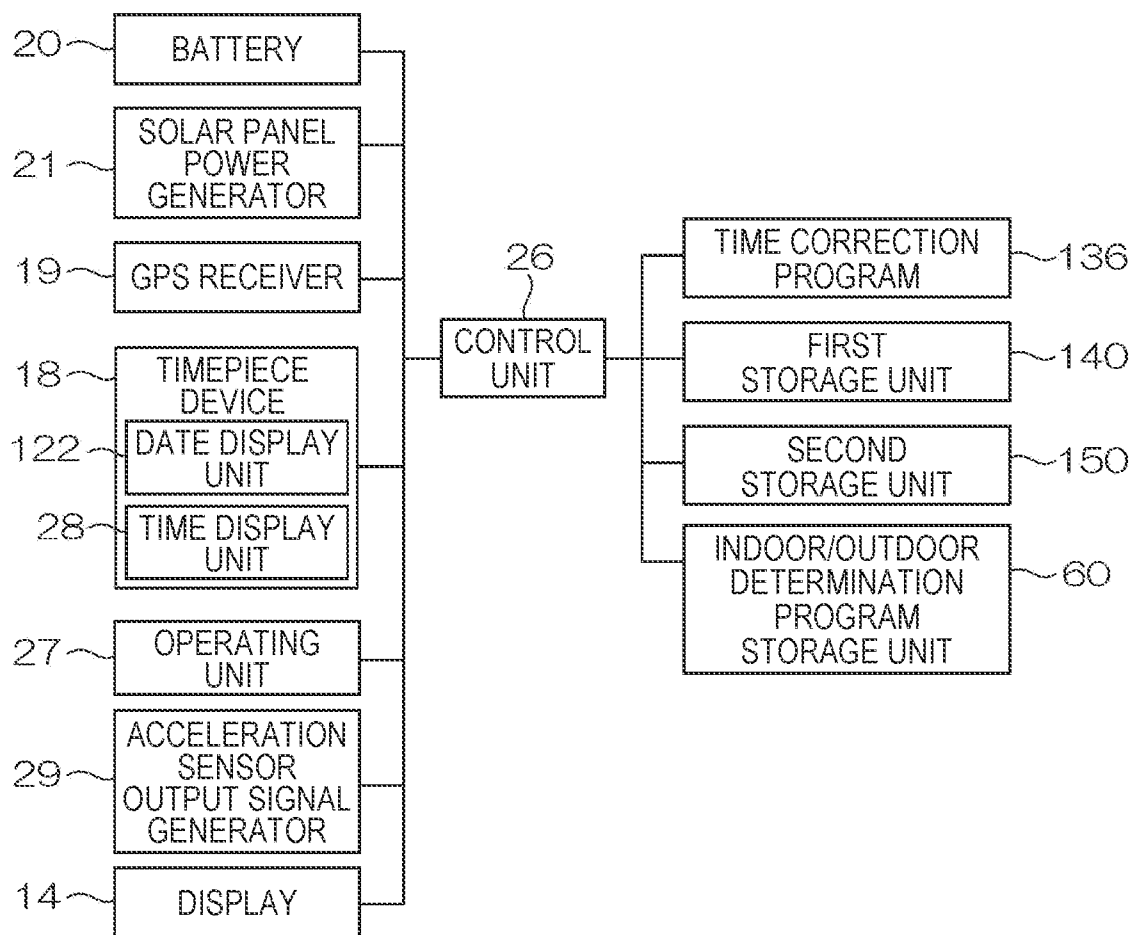 20
BATTERY
21
SOLAR PANEL
POWER
GENERATOR
19
GPS RECEIVER
18
TIMEPIECE
DEVICE
122
DATE DISPLAY
UNIT
28
TIME DISPLAY
UNIT
27
OPERATING
UNIT
29
ACCELERATION
SENSOR
OUTPUT SIGNAL
GENERATOR
14
DISPLAY
26
CONTROL
UNIT
TIME CORRECTION
PROGRAM
136
FIRST
STORAGE UNIT
140
SECOND
STORAGE UNIT
150
INDOOR/OUTDOOR
DETERMINATION
PROGRAM
STORAGE UNIT
60